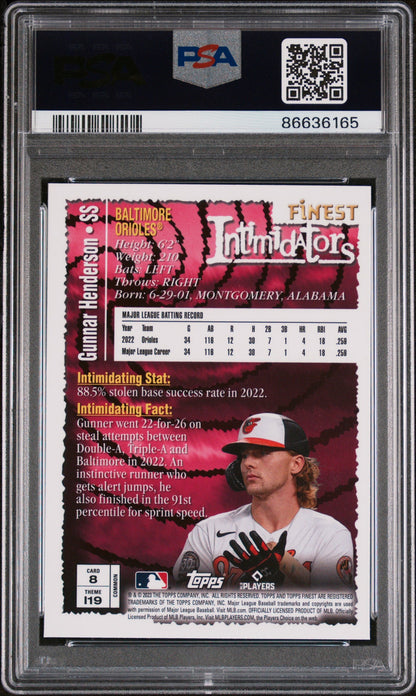 PSA
86636165
FINEST
Intimidators
Gunnar Henderson • SS
BALTIMORE
ORIOLES®
Height: 6'2"
Weight: 210
Bats: LEFT
Throws: RIGHT
Born: 6-29-01, MONTGOMERY, ALABAMA
MAJOR LEAGUE BATTING RECORD
Year Team G AB R H 2B 3B HR RBI AVG
2022 Orioles 34 116 12 30 7 1 4 18 .259
Major League Career 34 116 12 30 7 1 4 18 .259
Intimidating Stat:
88.5% stolen base success rate in 2022.
Intimidating Fact:
Gunner went 22-for-26 on
steal attempts between
Double-A, Triple-A and
Baltimore in 2022. An
instinctive runner who
gets alert jumps, he
also finished in the 91st
percentile for sprint speed.
CARD
8
THEME
I19
COMMON
Topps
PLAYERS
® & © 2023 THE TOPPS COMPANY, INC. ALL RIGHTS RESERVED. TOPPS AND TOPPS FINEST ARE REGISTERED
TRADEMARKS OF THE TOPPS COMPANY, INC. Major League Baseball trademarks and copyrights are used
with permission of Major League Baseball. Visit MLB.com. OFFICIALLY LICENSED PRODUCT OF MLB. Officially
Licensed Product of MLB Players, Inc. Visit MLBPLAYERS.com, the Players Choice on the web.